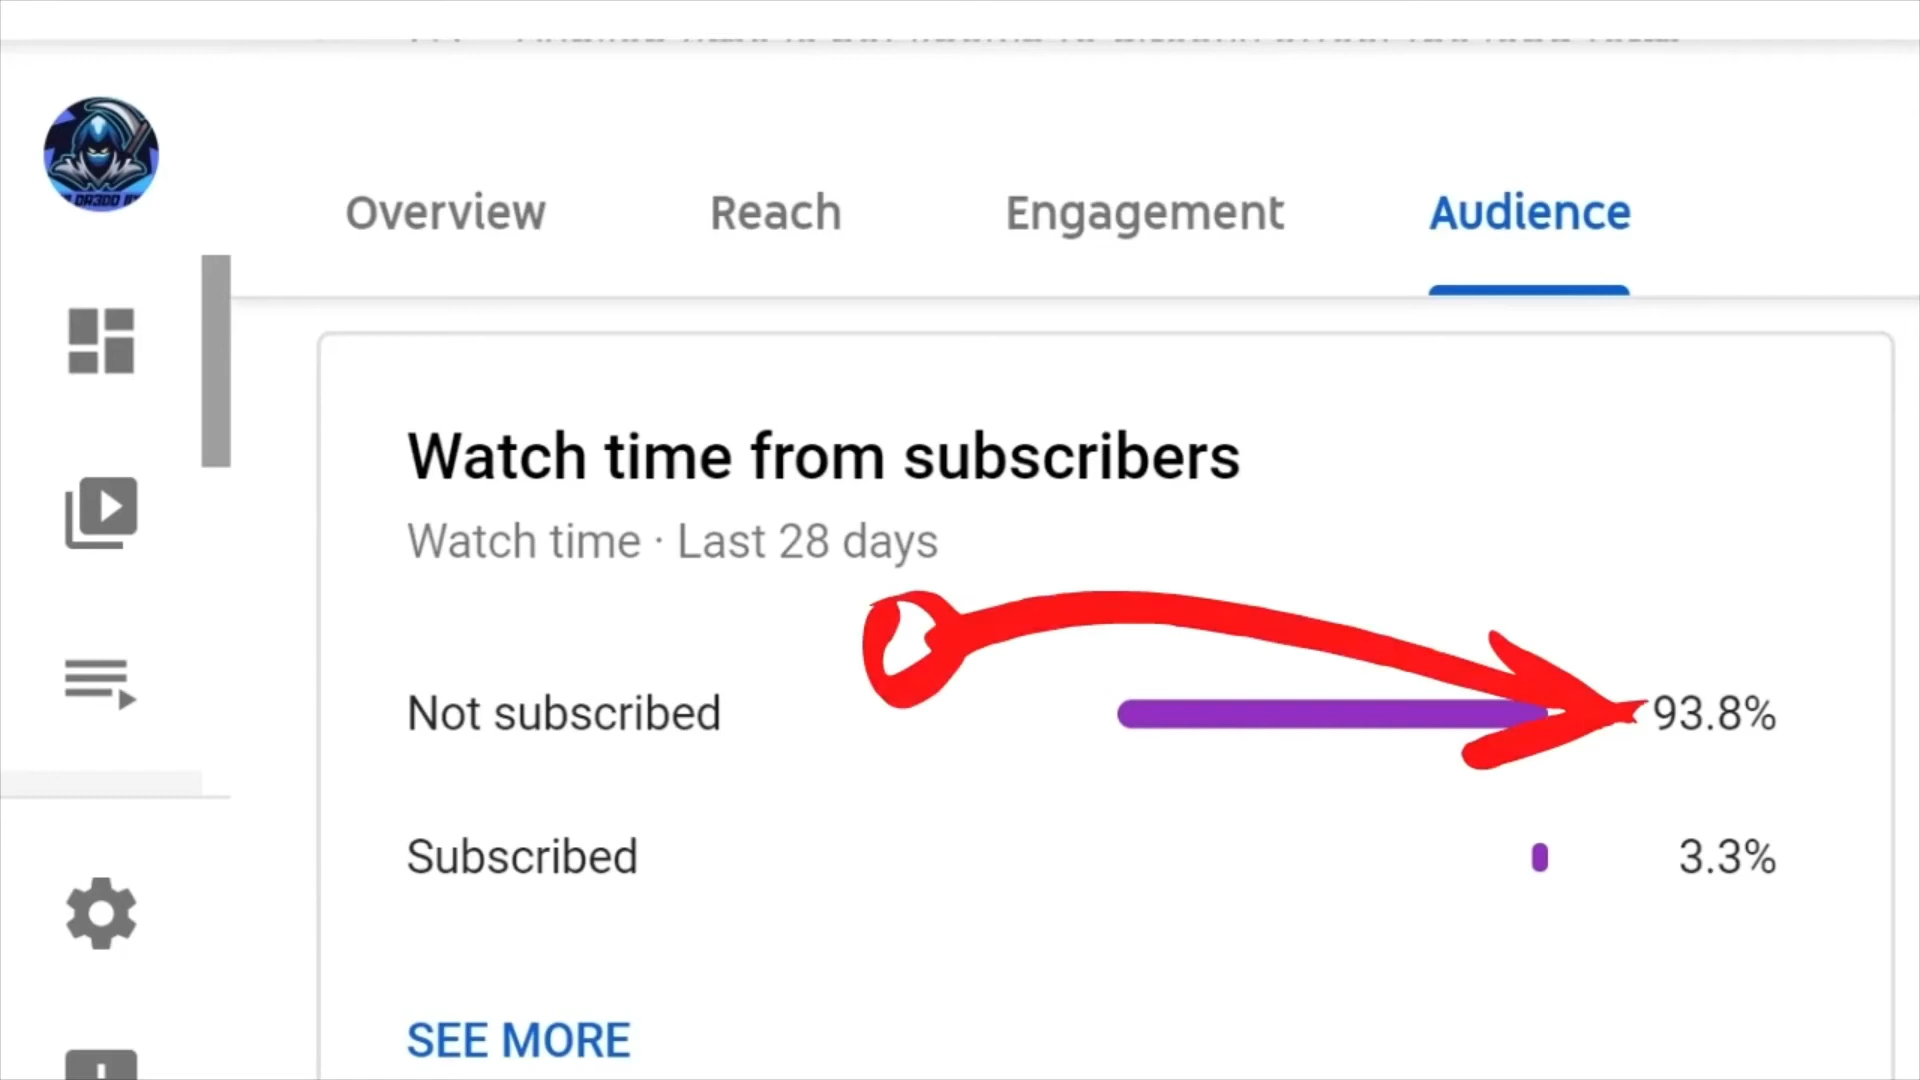 Overview Reach Engagement Audience
Watch time from subscribers
Watch time · Last 28 days
Not subscribed 93.8%
Subscribed 3.3%
SEE MORE